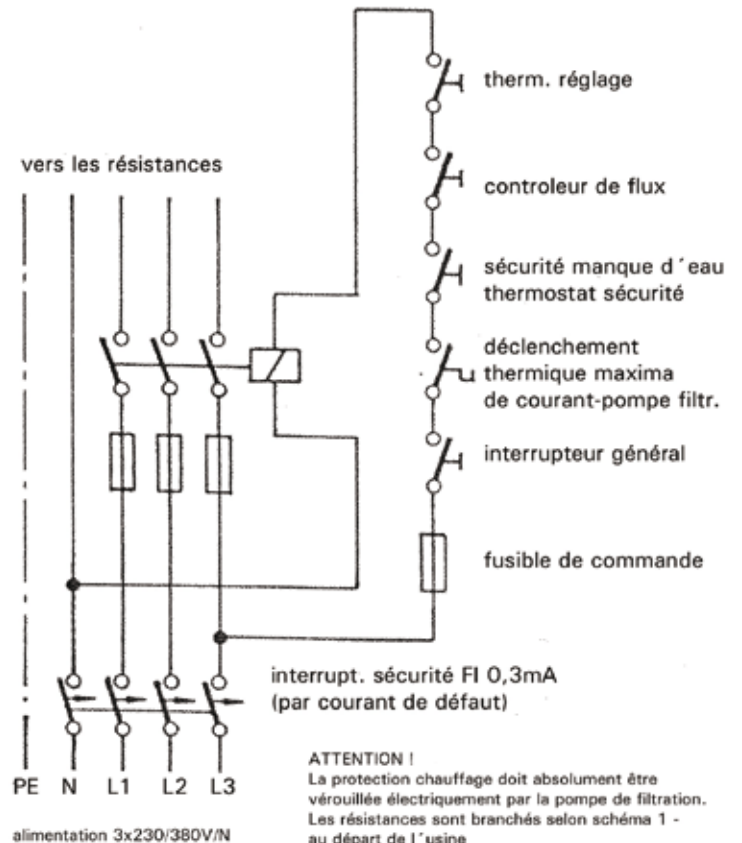 therm. réglage
vers les résistances
controleur de flux
sécurité manque d´eau
thermostat sécurité
déclenchement
thermique maxima
de courant-pompe filtr.
interrupteur général
fusible de commande
interrupt. sécurité FI 0,3mA
(par courant de défaut)
PE N L1 L2 L3
alimentation 3x230/380V/N
ATTENTION !
La protection chauffage doit absolument être
vérouillée électriquement par la pompe de filtration.
Les résistances sont branchés selon schéma 1 -
au départ de l´usine